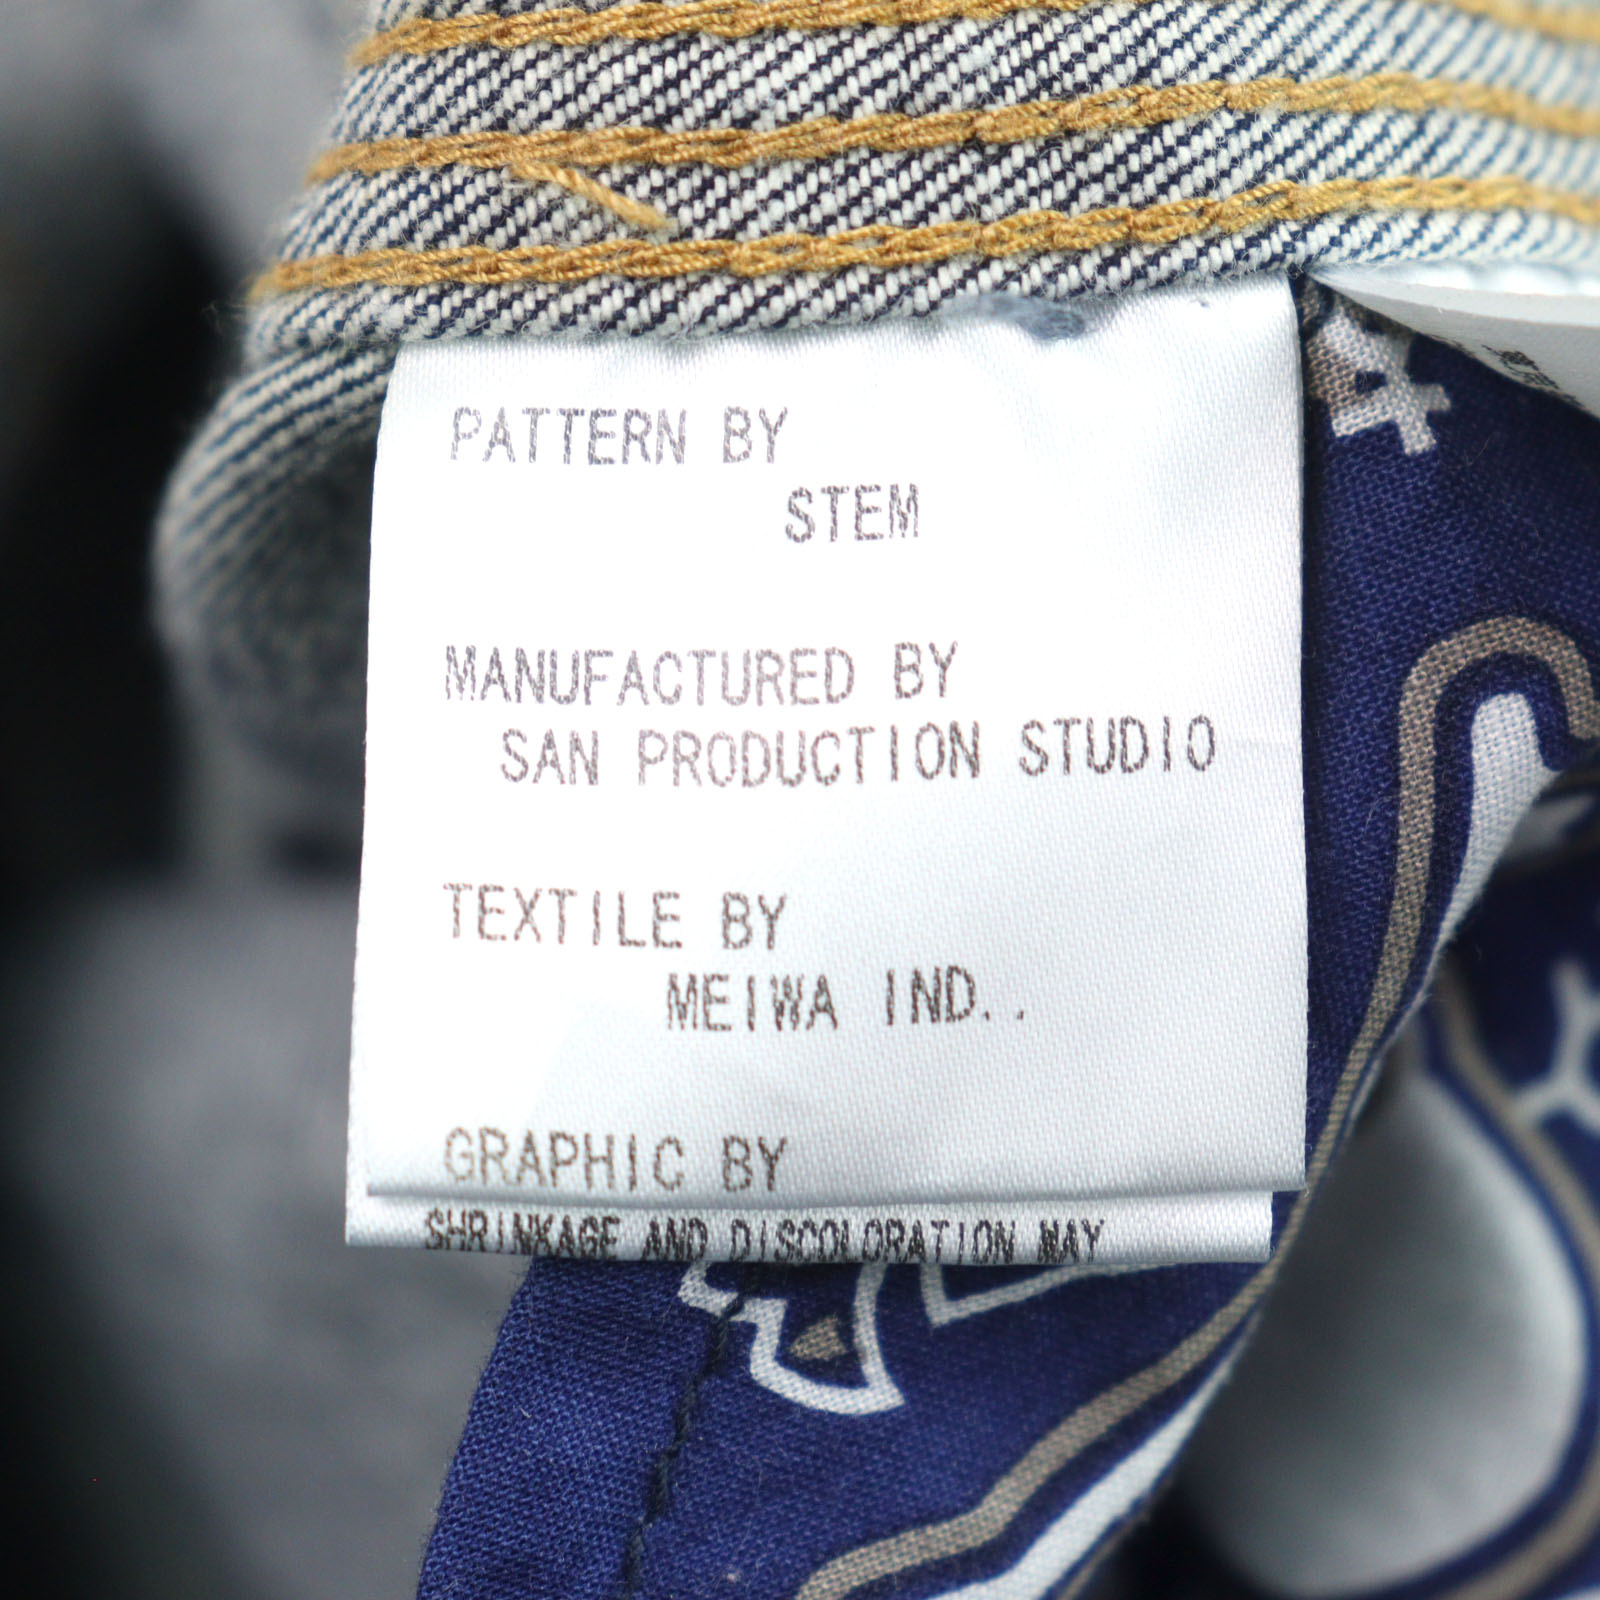 PATTERN BY
STEM
MANUFACTURED BY
SAN PRODUCTION STUDIO
TEXTILE BY
MEIWA IND..
GRAPHIC BY
SHRINKAGE AND DISCOLORATION MAY